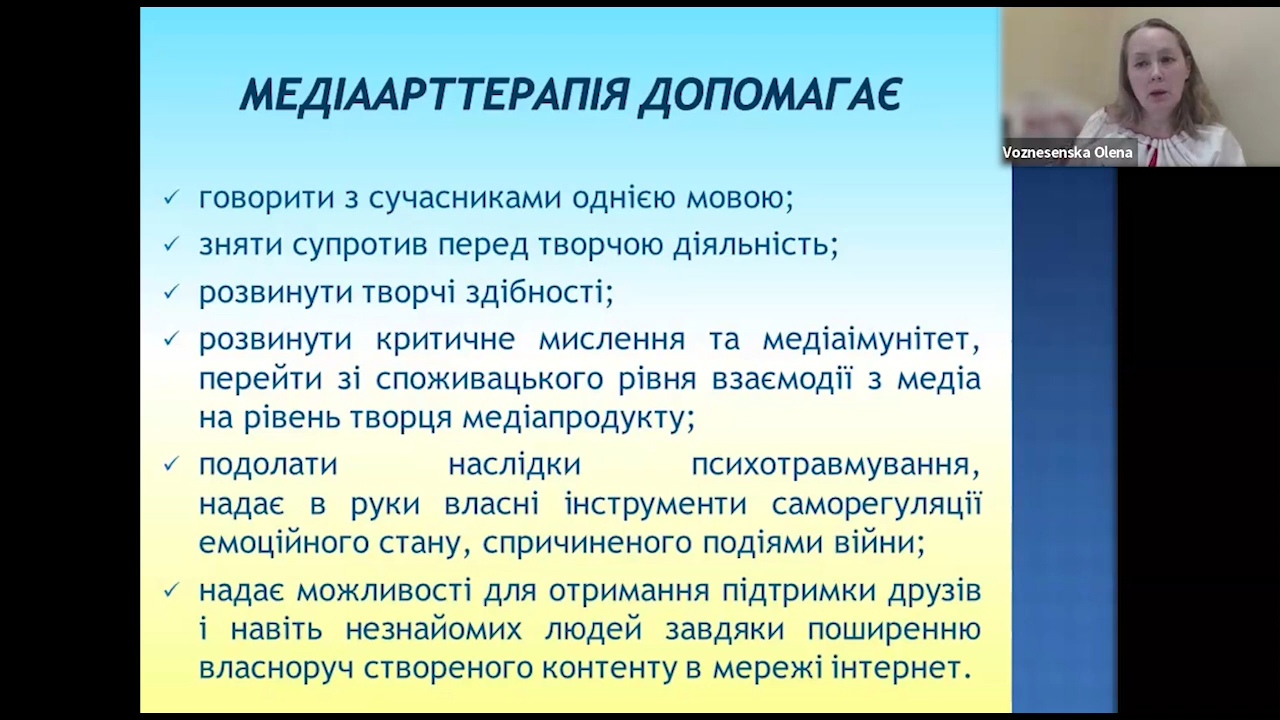 МЕДІААРТТЕРАПІЯ ДОПОМАГАЄ
Voznesenska Olena
✓ говорити з сучасниками однією мовою;
✓ зняти супротив перед творчою діяльність;
✓ розвинути творчі здібності;
✓ розвинути критичне мислення та медіаімунітет,
перейти зі споживацького рівня взаємодії з медіа
на рівень творця медіапродукту;
✓ подолати наслідки психотравмування,
надає в руки власні інструменти саморегуляції
емоційного стану, спричиненого подіями війни;
✓ надає можливості для отримання підтримки друзів
і навіть незнайомих людей завдяки поширенню
власноруч створеного контенту в мережі інтернет.